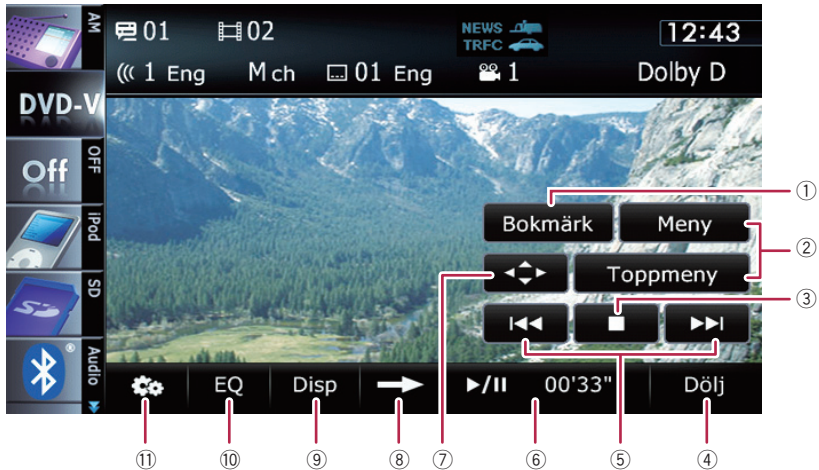 AM
01
02
NEWS
TRFC
12:43
1 Eng
M ch
01 Eng
1
Dolby D
DVD-V
OFF
Off
iPod
SD
SD
Audio
®
Bokmärk
Meny
Toppmeny
EQ
Disp
00'33"
Dölj
①
②
③
⑦
⑪
⑩
⑨
⑧
⑥
⑤
④